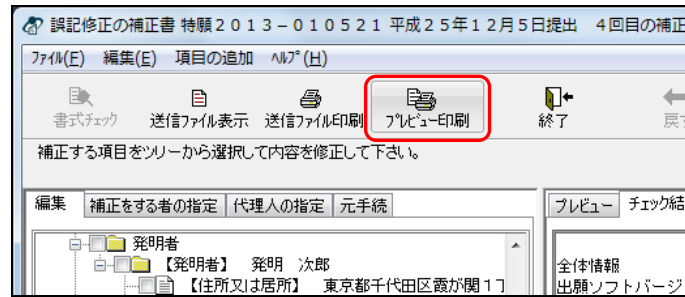 誤記修正の補正書 特願２０１３－０１０５２１ 平成２５年１２月５日提出 ４回目の補正
ﾌｧｲﾙ(F) 編集(E) 項目の追加 ﾍﾙﾌﾟ(H)
書式ﾁｪｯｸ 送信ﾌｧｲﾙ表示 送信ﾌｧｲﾙ印刷 ﾌﾟﾚﾋﾞｭｰ印刷 終了 戻す
補正する項目をﾂﾘｰから選択して内容を修正して下さい。
編集 補正をする者の指定 代理人の指定 元手続 プレビュー チェック結
発明者
【発明者】 発明 次郎
【住所又は居所】 東京都千代田区霞が関１丁
全体情報
出願ソフトバージ